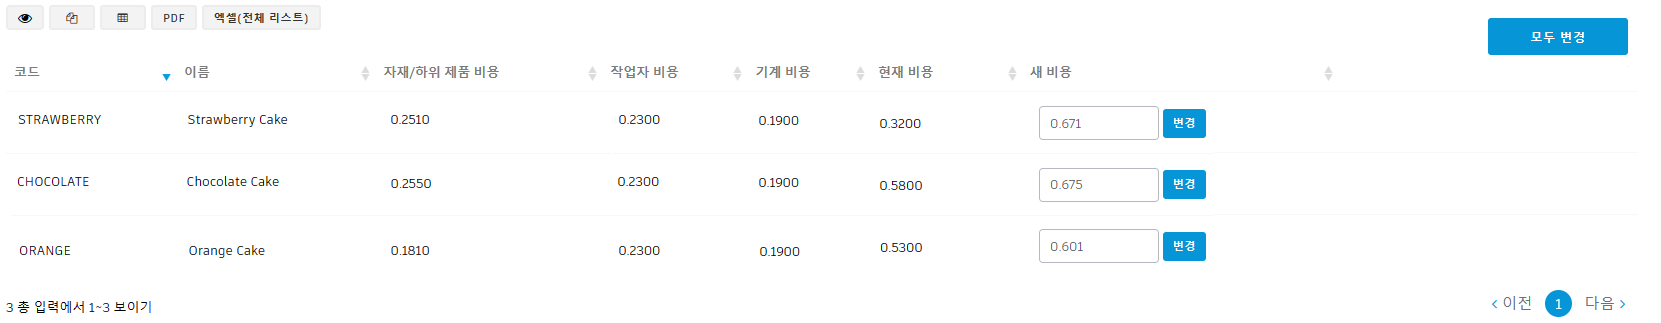 PDF 엑셀(전체 리스트)
모두 변경
코드 이름 자재/하위 제품 비용 작업자 비용 기계 비용 현재 비용 새 비용
STRAWBERRY Strawberry Cake 0.2510 0.2300 0.1900 0.3200 0.671 변경
CHOCOLATE Chocolate Cake 0.2550 0.2300 0.1900 0.5800 0.675 변경
ORANGE Orange Cake 0.1810 0.2300 0.1900 0.5300 0.601 변경
3 총 입력에서 1~3 보이기
< 이전 1 다음 >